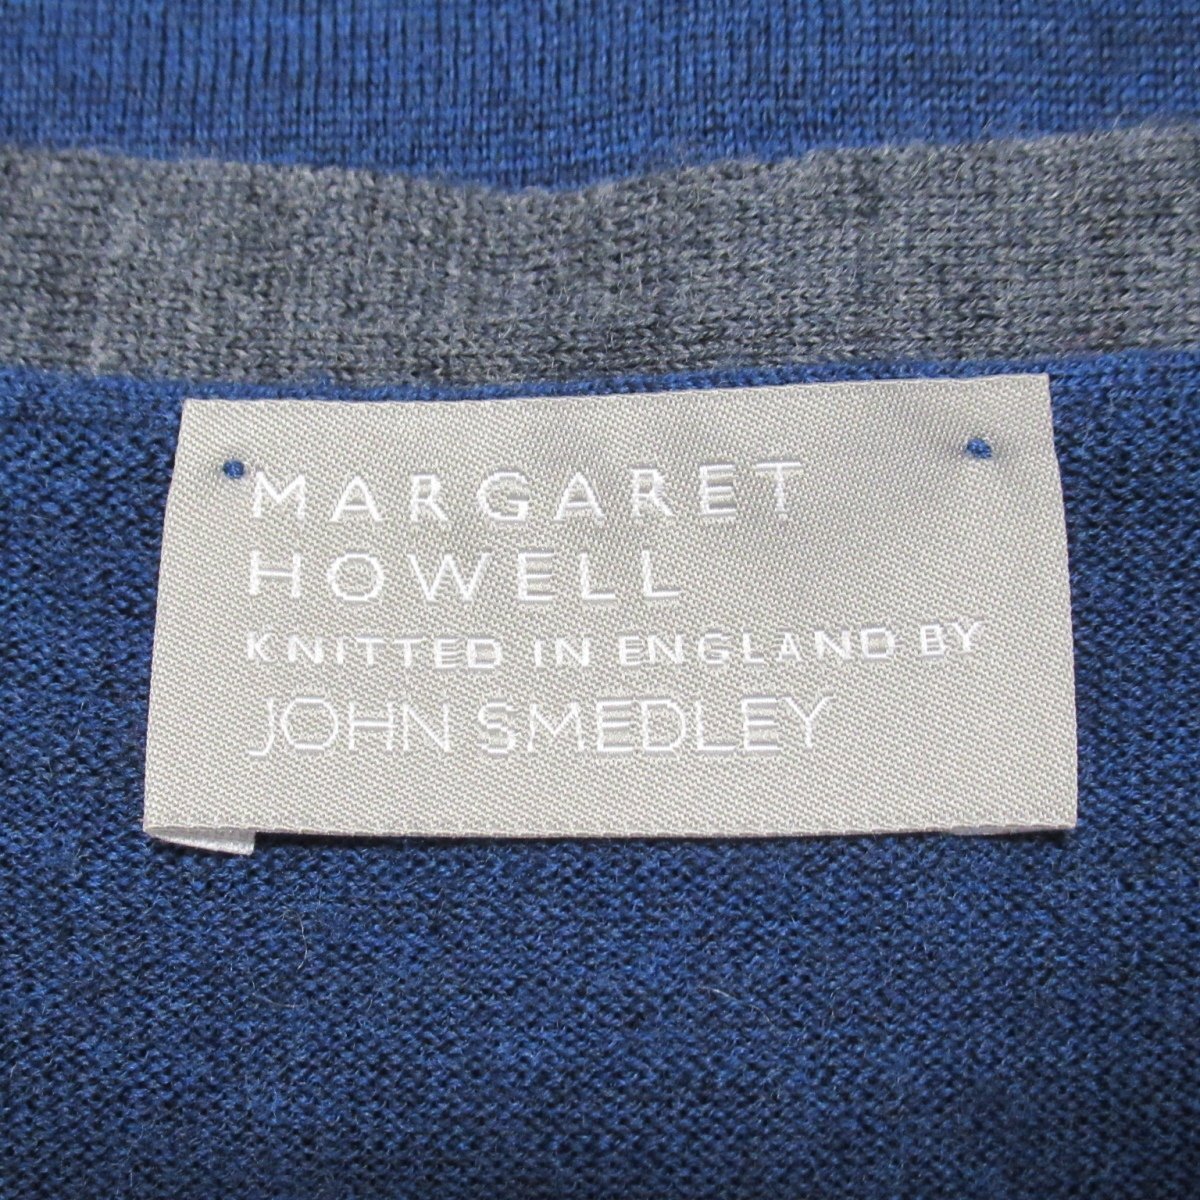 MARGARET
HOWELL
KNITTED IN ENGLAND BY
JOHN SMEDLEY